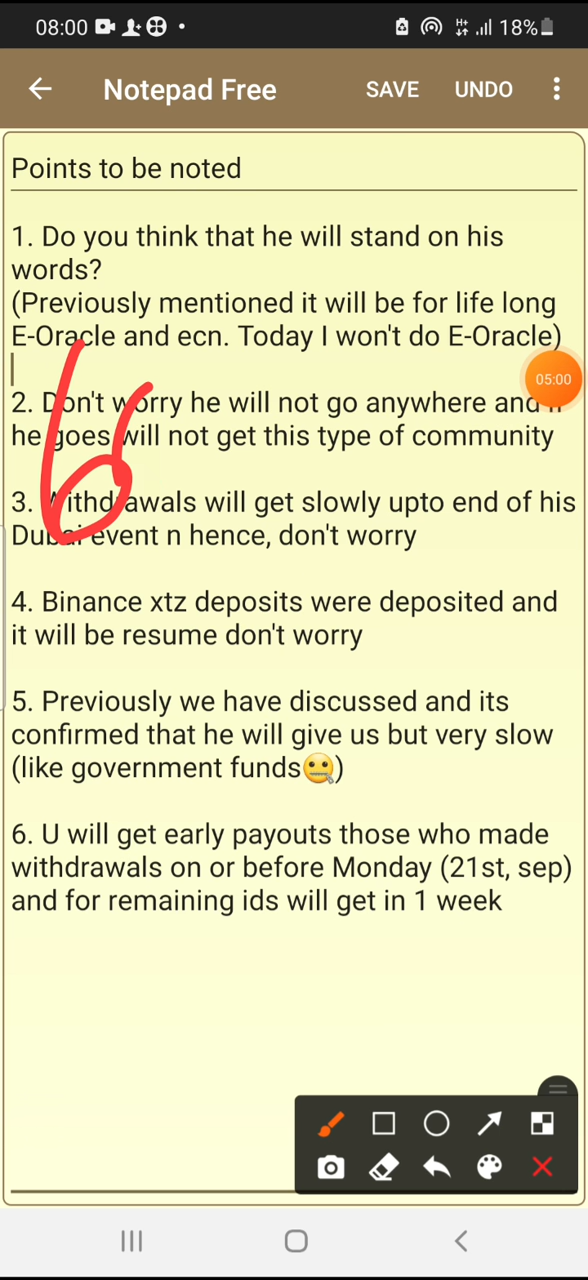 08:00
H+
18%
Notepad Free
SAVE
UNDO
Points to be noted
1. Do you think that he will stand on his
words?
(Previously mentioned it will be for life long
E-Oracle and ecn. Today I won't do E-Oracle)
05:00
2. Don't worry he will not go anywhere and if
he goes will not get this type of community
6
3. Withdrawals will get slowly upto end of his
Dubai event n hence, don't worry
4. Binance xtz deposits were deposited and
it will be resume don't worry
5. Previously we have discussed and its
confirmed that he will give us but very slow
(like government funds🤐)
6. U will get early payouts those who made
withdrawals on or before Monday (21st, sep)
and for remaining ids will get in 1 week